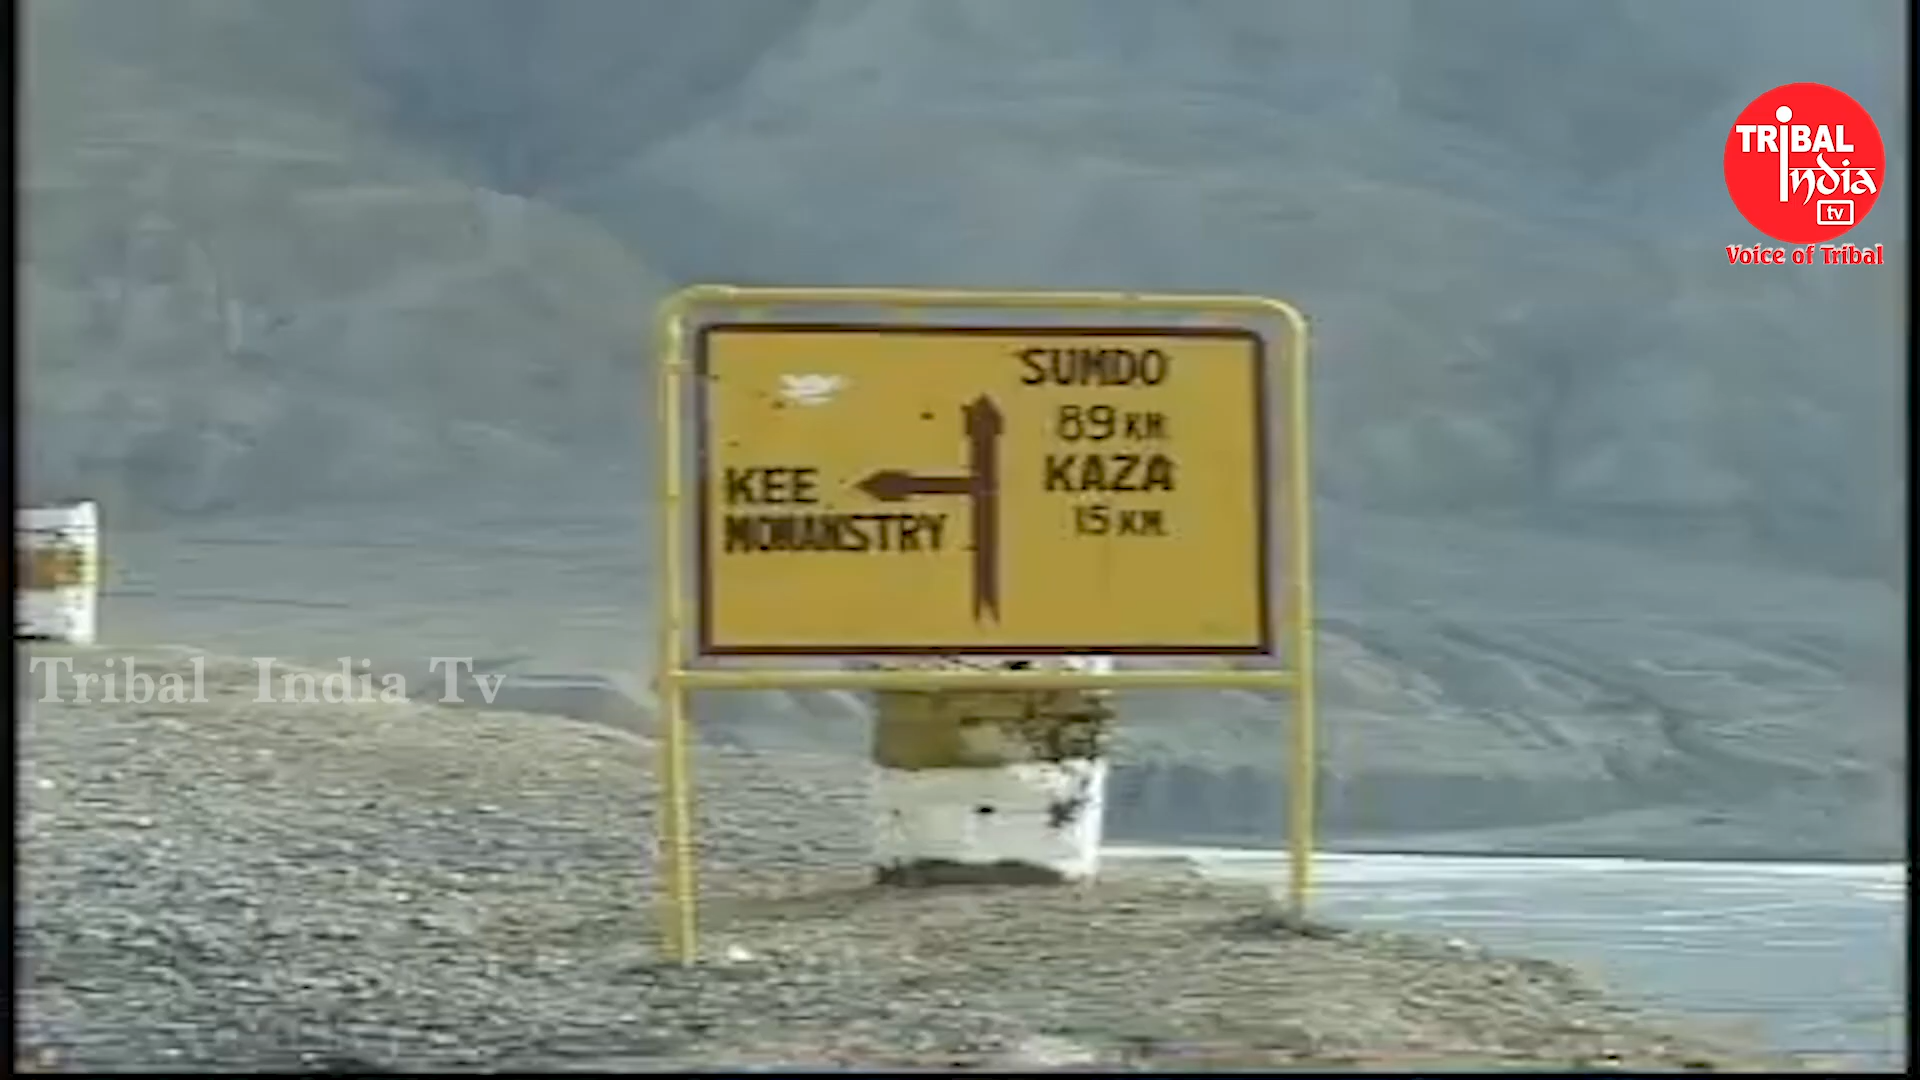 TRIBAL
India
tv
Voice of Tribal
SUMDO
89 KM.
KAZA
15 KM.
KEE
MONANSTRY
Tribal India Tv